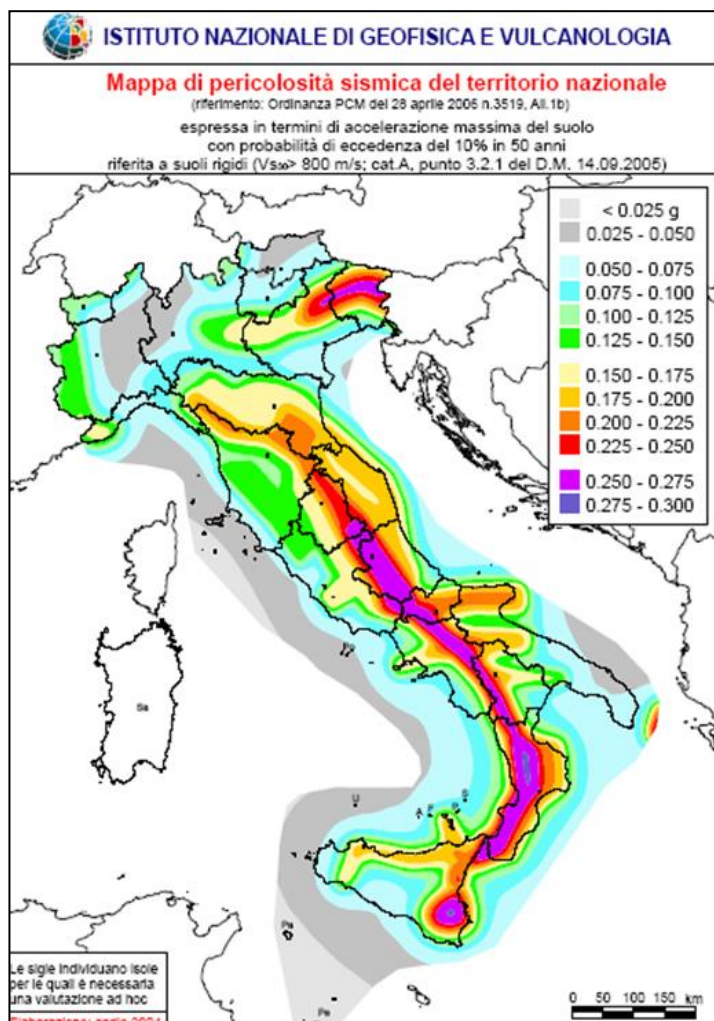 ISTITUTO NAZIONALE DI GEOFISICA E VULCANOLOGIA
Mappa di pericolosità sismica del territorio nazionale
(riferimento: Ordinanza PCM del 28 aprile 2006 n.3519, All.1b)
espressa in termini di accelerazione massima del suolo
con probabilità di eccedenza del 10% in 50 anni
riferita a suoli rigidi (Vs₃₀> 800 m/s; cat.A, punto 3.2.1 del D.M. 14.09.2005)
< 0.025 g
0.025 - 0.050
0.050 - 0.075
0.075 - 0.100
0.100 - 0.125
0.125 - 0.150
0.150 - 0.175
0.175 - 0.200
0.200 - 0.225
0.225 - 0.250
0.250 - 0.275
0.275 - 0.300
Sa
U
A
Pa
Pe
Le sigle individuano isole
per le quali è necessaria
una valutazione ad hoc
Elaborazione: aprile 2004
0 50 100 150 km